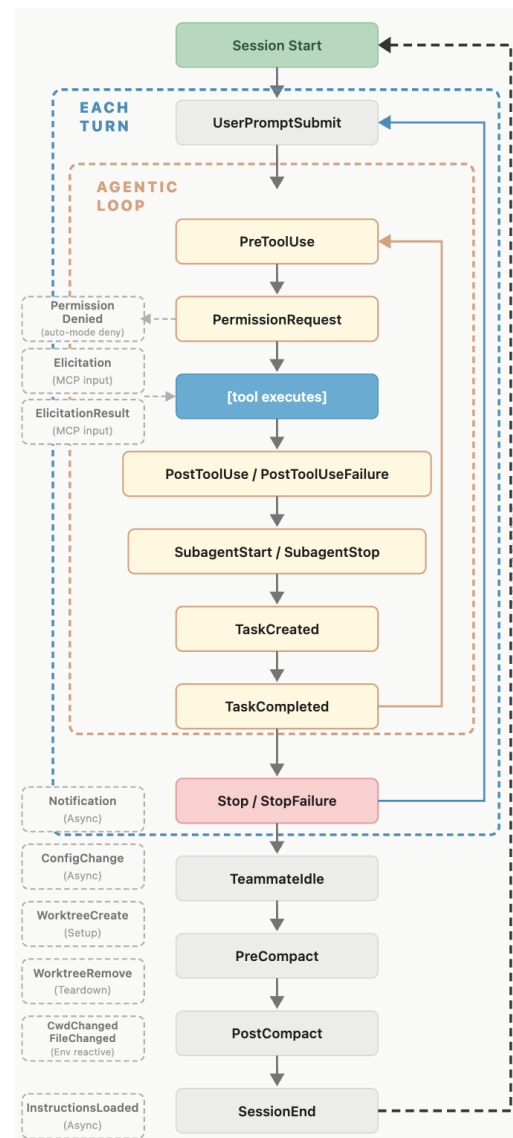 Session Start
EACH
TURN
UserPromptSubmit
AGENTIC
LOOP
PreToolUse
Permission
Denied
(auto-mode deny)
PermissionRequest
Elicitation
(MCP input)
[tool executes]
ElicitationResult
(MCP input)
PostToolUse / PostToolUseFailure
SubagentStart / SubagentStop
TaskCreated
TaskCompleted
Notification
(Async)
Stop / StopFailure
ConfigChange
(Async)
TeammateIdle
WorktreeCreate
(Setup)
PreCompact
WorktreeRemove
(Teardown)
CwdChanged
FileChanged
(Env reactive)
PostCompact
InstructionsLoaded
(Async)
SessionEnd